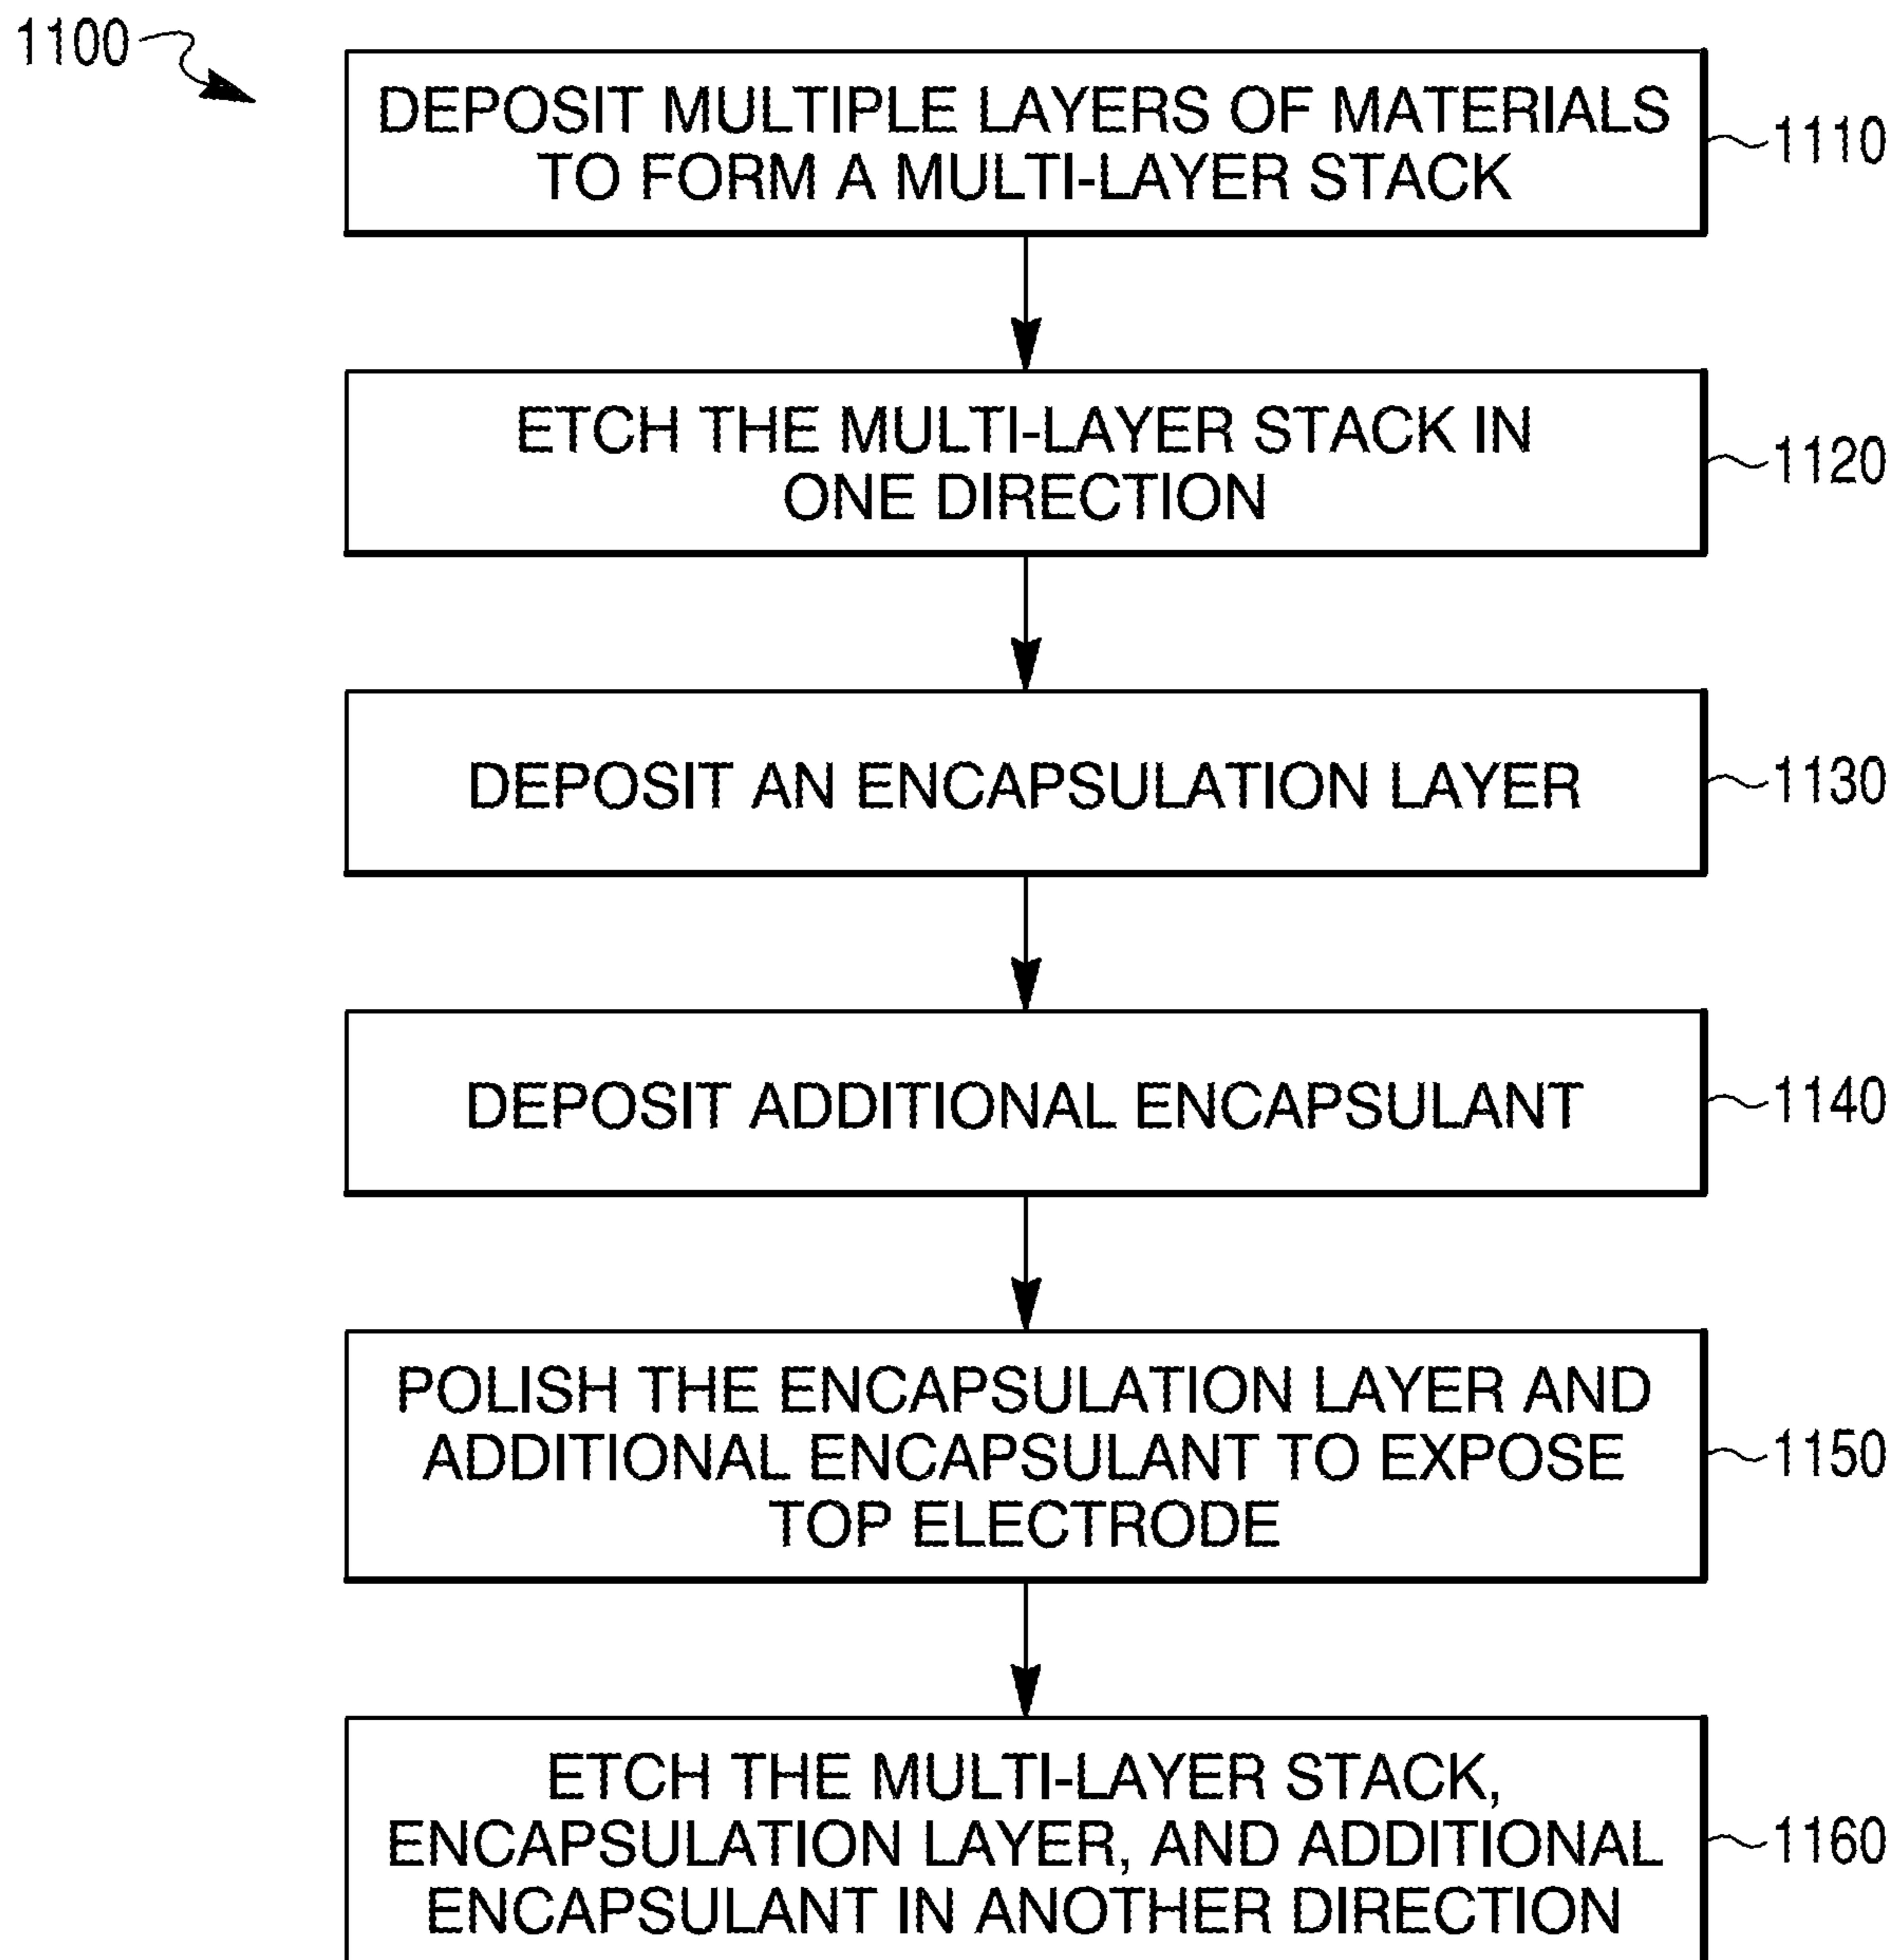 1100
DEPOSIT MULTIPLE LAYERS OF MATERIALS
TO FORM A MULTI-LAYER STACK
1110
ETCH THE MULTI-LAYER STACK IN
ONE DIRECTION
1120
DEPOSIT AN ENCAPSULATION LAYER
1130
DEPOSIT ADDITIONAL ENCAPSULANT
1140
POLISH THE ENCAPSULATION LAYER AND
ADDITIONAL ENCAPSULANT TO EXPOSE
TOP ELECTRODE
1150
ETCH THE MULTI-LAYER STACK,
ENCAPSULATION LAYER, AND ADDITIONAL
ENCAPSULANT IN ANOTHER DIRECTION
1160